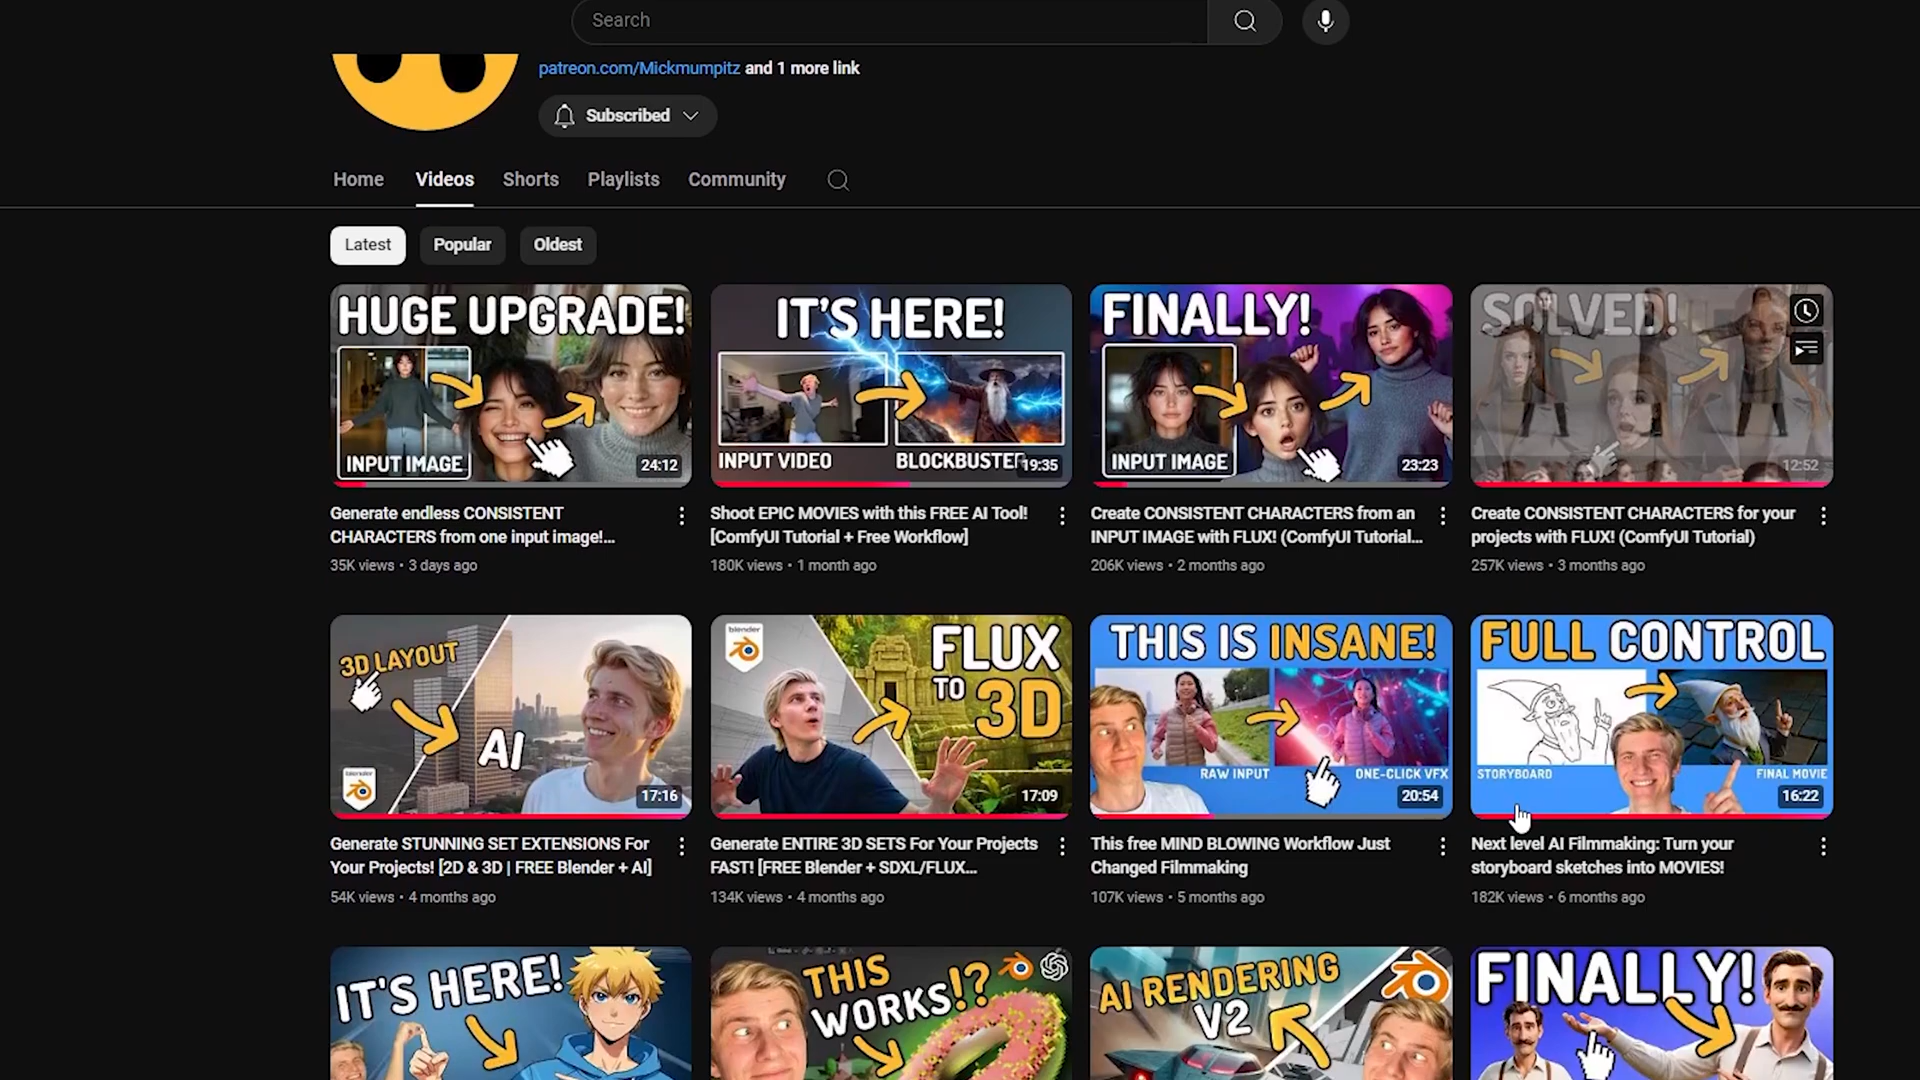 Search
patreon.com/Mickmumpitz and 1 more link
Subscribed
Home Videos Shorts Playlists Community
Latest Popular Oldest
HUGE UPGRADE!
INPUT IMAGE
24:12
IT'S HERE!
INPUT VIDEO
BLOCKBUSTER
19:35
FINALLY!
INPUT IMAGE
23:23
SOLVED!
12:52
Generate endless CONSISTENT
CHARACTERS from one input image!...
35K views • 3 days ago
Shoot EPIC MOVIES with this FREE AI Tool!
[ComfyUI Tutorial + Free Workflow]
180K views • 1 month ago
Create CONSISTENT CHARACTERS from an
INPUT IMAGE with FLUX! (ComfyUI Tutorial...
206K views • 2 months ago
Create CONSISTENT CHARACTERS for your
projects with FLUX! (ComfyUI Tutorial)
257K views • 3 months ago
3D LAYOUT
AI
blender
17:16
blender
FLUX
TO 3D
17:09
THIS IS INSANE!
RAW INPUT
ONE-CLICK VFX
20:54
FULL CONTROL
STORYBOARD
FINAL MOVIE
16:22
Generate STUNNING SET EXTENSIONS For
Your Projects! [2D & 3D | FREE Blender + AI]
54K views • 4 months ago
Generate ENTIRE 3D SETS For Your Projects
FAST! [FREE Blender + SDXL/FLUX...
134K views • 4 months ago
This free MIND BLOWING Workflow Just
Changed Filmmaking
107K views • 5 months ago
Next level AI Filmmaking: Turn your
storyboard sketches into MOVIES!
182K views • 6 months ago
IT'S HERE!
THIS
WORKS!?
AI RENDERING
V2
FINALLY!